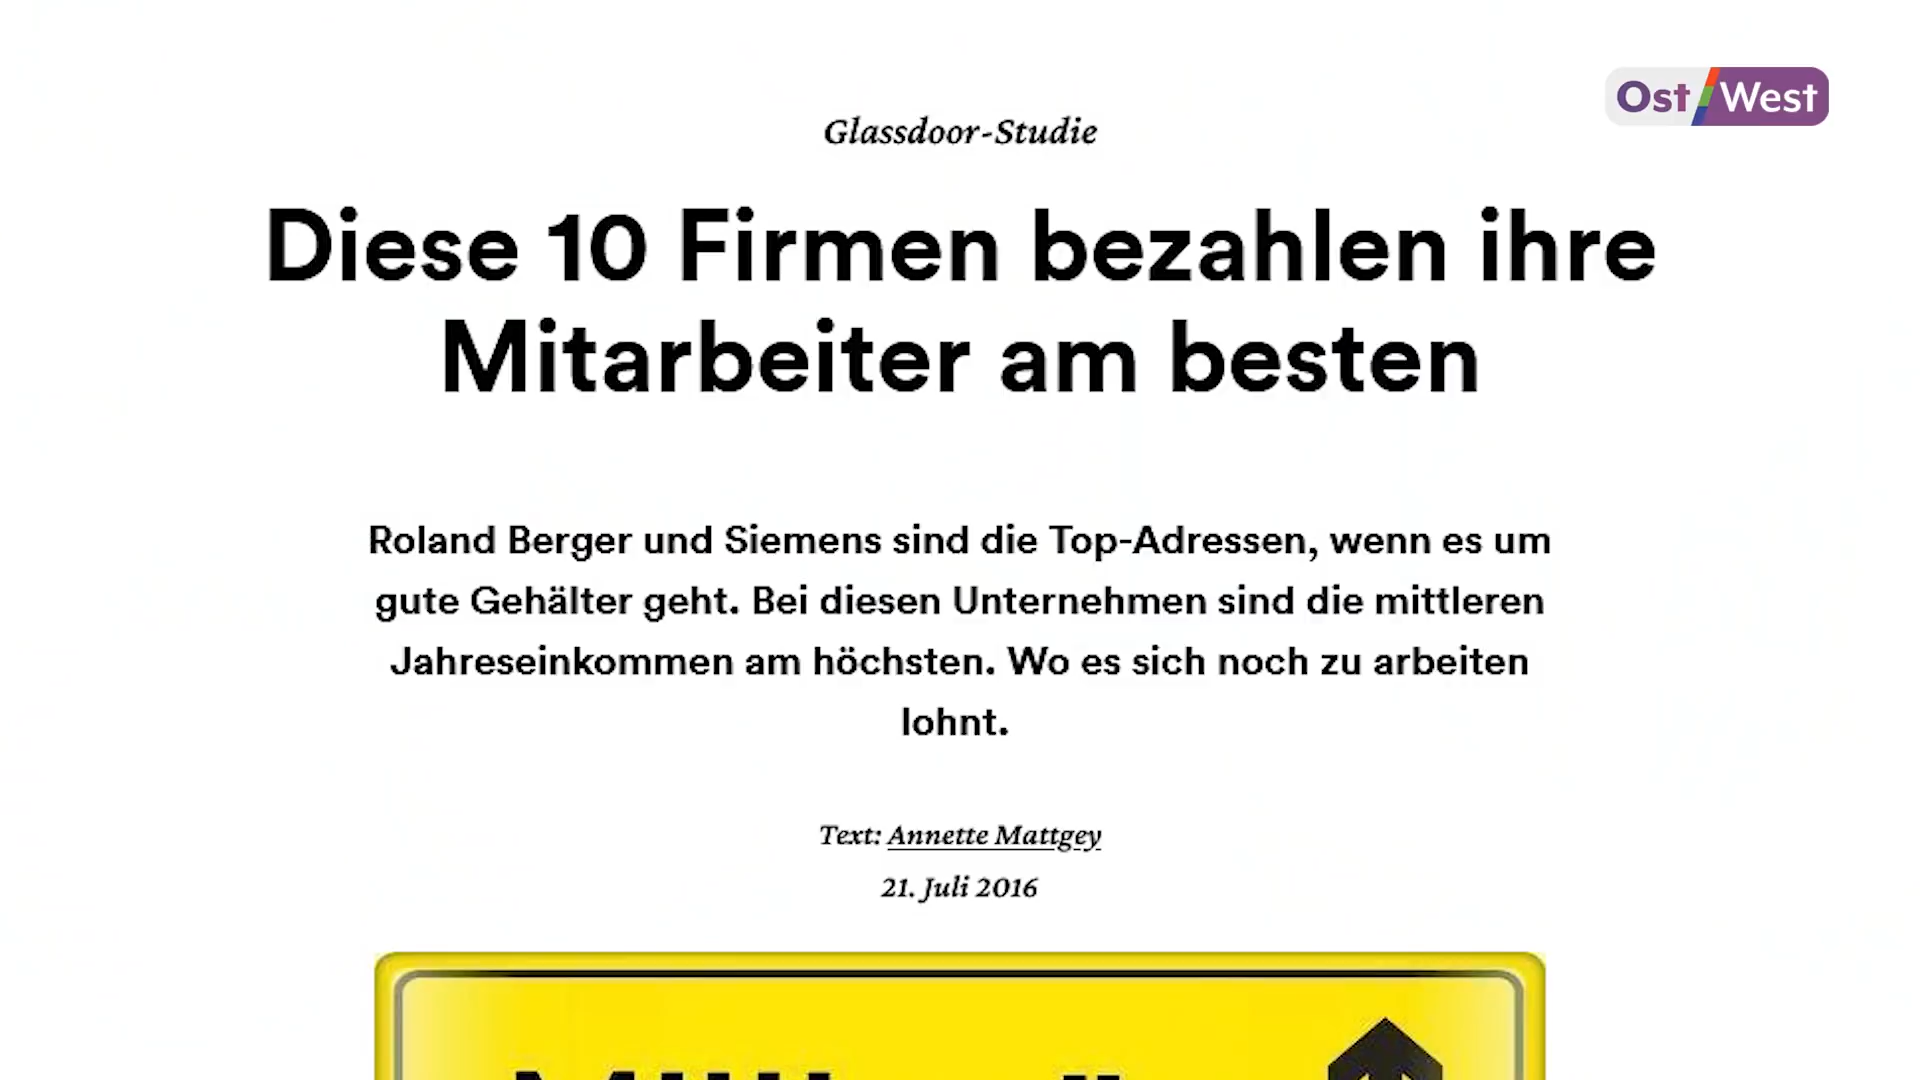 Ost West
Glassdoor-Studie
Diese 10 Firmen bezahlen ihre
Mitarbeiter am besten
Roland Berger und Siemens sind die Top-Adressen, wenn es um
gute Gehälter geht. Bei diesen Unternehmen sind die mittleren
Jahreseinkommen am höchsten. Wo es sich noch zu arbeiten
lohnt.
Text: Annette Mattgey
21. Juli 2016